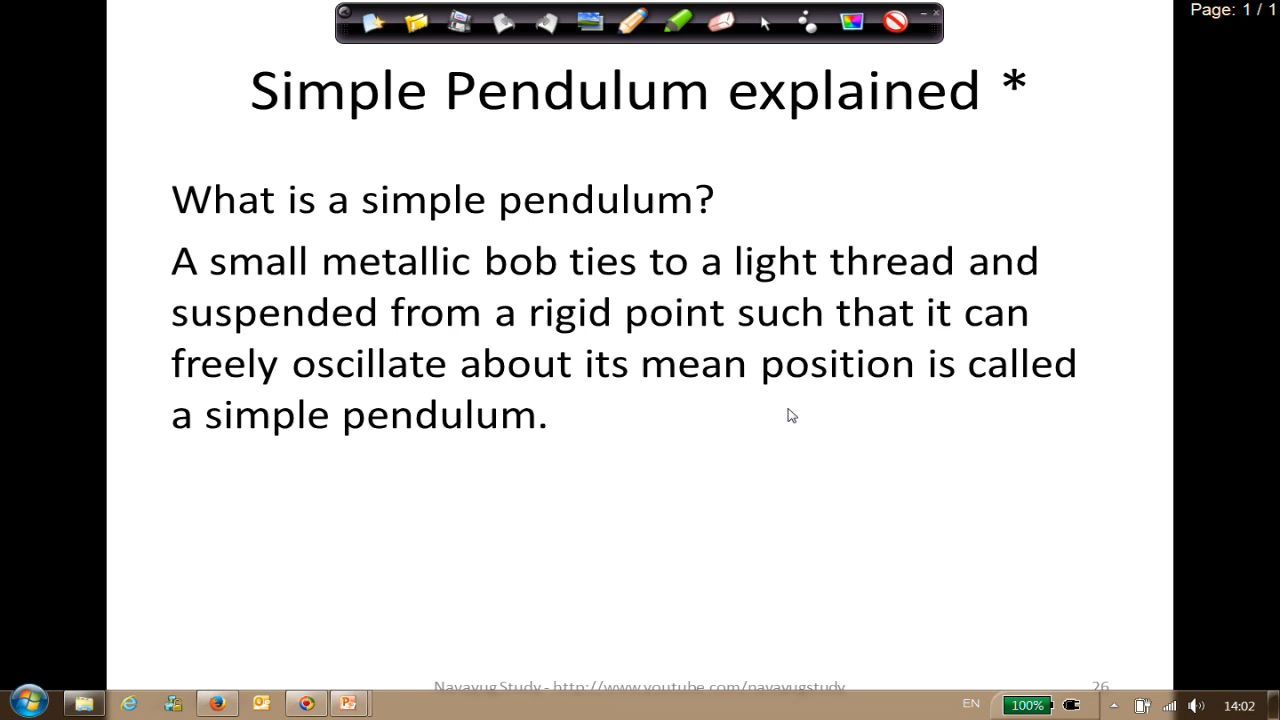 Page: 1 / 1
Simple Pendulum explained *
What is a simple pendulum?
A small metallic bob ties to a light thread and
suspended from a rigid point such that it can
freely oscillate about its mean position is called
a simple pendulum.
Navayug Study - http://www.youtube.com/navayugstudy
26
EN
100%
14:02